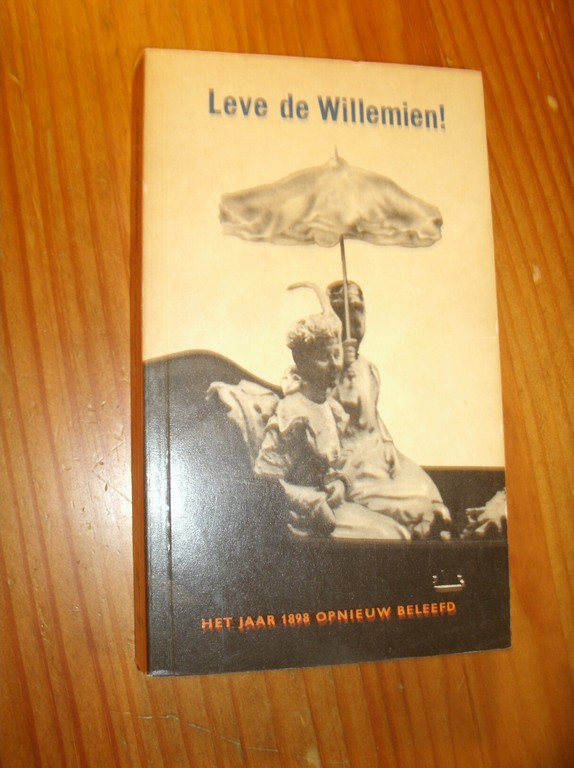 Leve de Willemien!
HET JAAR 1898 OPNIEUW BELEEFD